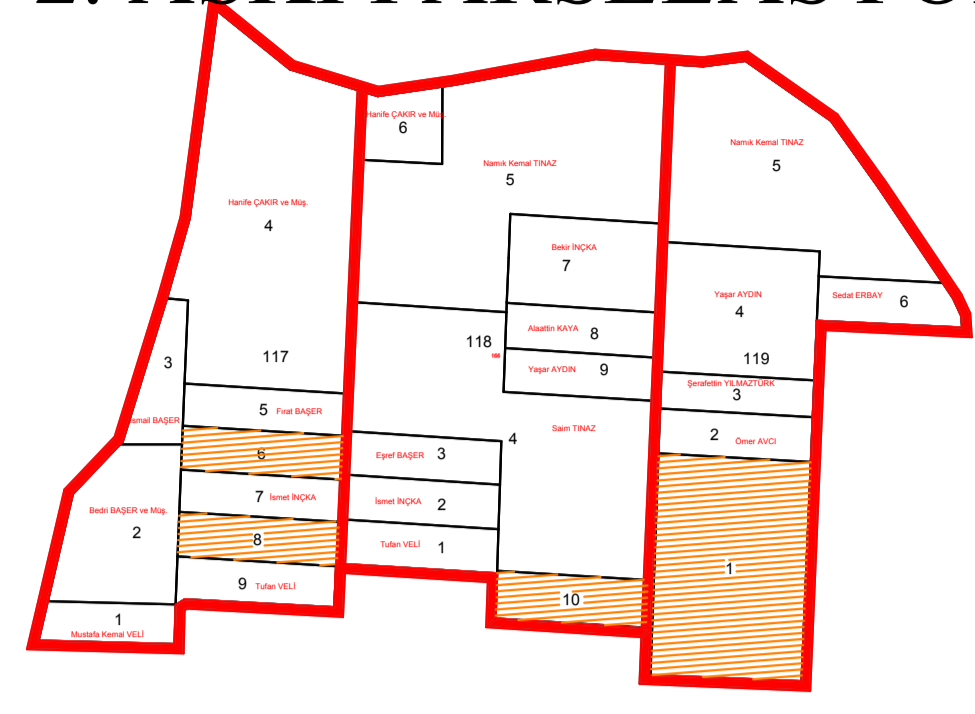 2. ASKI PARSELASYO
Hanife ÇAKIR ve Müş.
6
Namık Kemal TINAZ
5
Namık Kemal TINAZ
5
Hanife ÇAKIR ve Müş.
4
Bekir İNÇKA
7
Yaşar AYDIN
4
Sedat ERBAY
6
Alaattin KAYA
8
118
Yaşar AYDIN
9
117
119
3
Şerafettin YILMAZTÜRK
3
5
Fırat BAŞER
smail BAŞER
Saim TINAZ
4
2
Ömer AVCI
6
Eşref BAŞER
3
7
İsmet İNÇKA
İsmet İNÇKA
2
Bedri BAŞER ve Müş.
2
8
Tufan VELİ
1
1
9
Tufan VELİ
10
1
Mustafa Kemal VELİ